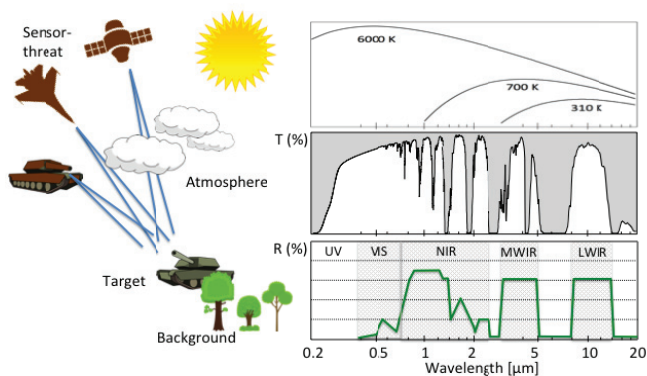 Sensor-
threat
Atmosphere
Target
Background
6000 K
700 K
310 K
T (%)
R (%)
UV VIS NIR MWIR LWIR
0.2 0.5 1 2 5 10 20
Wavelength [µm]